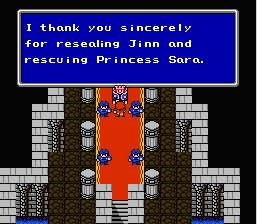 I thank you sincerely
for resealing Jinn and
rescuing Princess Sara.